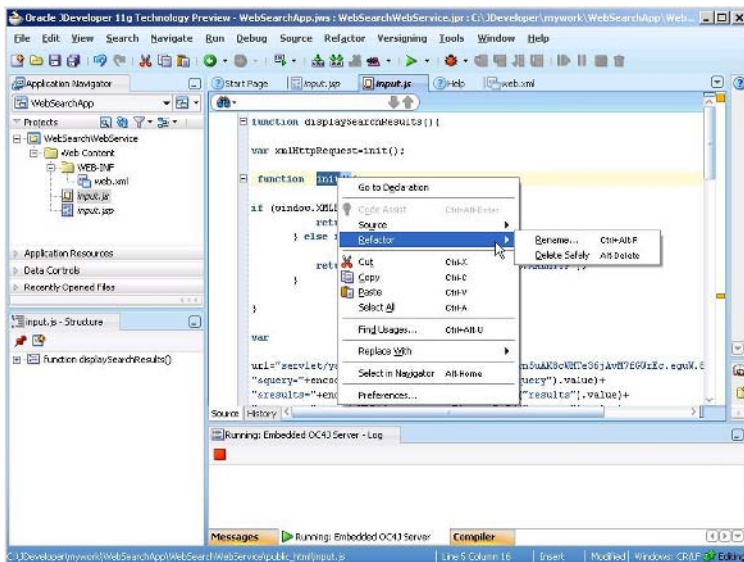 Oracle JDeveloper 11g Technology Preview - WebSearchApp.jws : WebSearchWebService.jpr : C:\JDeveloper\mywork\WebSearchApp\Web...
File Edit View Search Navigate Run Debug Source Refactor Versigning Tools Window Help
Application Navigator
Start Page input.jsp input.js Help web.xml
WebSearchApp
Projects
WebSearchWebService
Web Content
WEB-INF
web.xml
input.js
input.jsp
Application Resources
Data Controls
Recently Opened Files
input.js - Structure
function displaySearchResults()
function displaySearchResults(){
var xmlHttpRequest=init();
function init()
if (window.XMLH
retu
} else i
retu
}
}
var
url="servlet/y
"&query="+enco
"&results="+enc
query").value)+
"results").value)+
Go to Declaration
Code Assist Ctrl+Alt-Enter
Source
Refactor
Cut Ctrl-X
Copy Ctrl-C
Paste Ctrl-V
Select All Ctrl-A
Find Usages... Ctrl+Alt-U
Replace With
Select in Navigator Alt-Home
Preferences...
Rename... Ctrl+Alt-F
Delete Safely Alt-Delete
Source History
Running: Embedded OC4J Server - Log
Messages Running: Embedded OC4J Server Compiler
C:\JDeveloper\mywork\WebSearchApp\WebSearchWebService\public_html\input.js Line 5 Column 16 Insert Modified Windows: CR/LF Editing